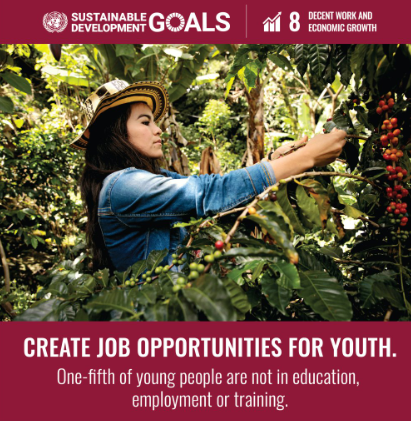 SUSTAINABLE DEVELOPMENT GOALS
8 DECENT WORK AND ECONOMIC GROWTH
CREATE JOB OPPORTUNITIES FOR YOUTH.
One-fifth of young people are not in education,
employment or training.